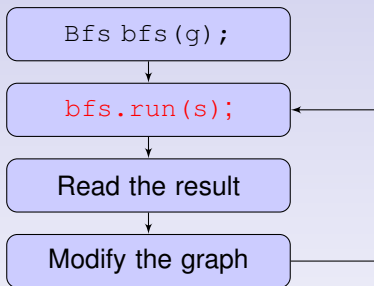 Bfs bfs(g);
bfs.run(s);
Read the result
Modify the graph